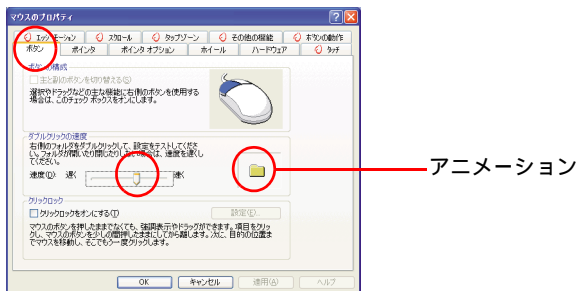 マウスのプロパティ
エッジ モーション スクロール タップゾーン その他の機能 ボタンの動作
ボタン ポインタ ポインタ オプション ホイール ハードウェア タッチ
ボタンの構成
主と副のボタンを切り替える(S)
選択やドラッグなどの主な機能に右側のボタンを使用する
場合は、このチェック ボックスをオンにします。
ダブルクリックの速度
右側のフォルダをダブルクリックして、設定をテストしてくださ
い。フォルダが開いたり閉じたりしない場合は、速度を遅くし
てください。
速度(D): 遅く 速く
アニメーション
クリックロック
クリックロックをオンにする(T)
設定(E)...
マウスのボタンを押したままでなくても、強調表示やドラッグができます。項目をクリッ
クし、マウスのボタンを少しの間押したままにしてから離します。次に、目的の位置ま
でマウスを移動し、そこでもう一度クリックします。
OK キャンセル 適用(A) ヘルプ